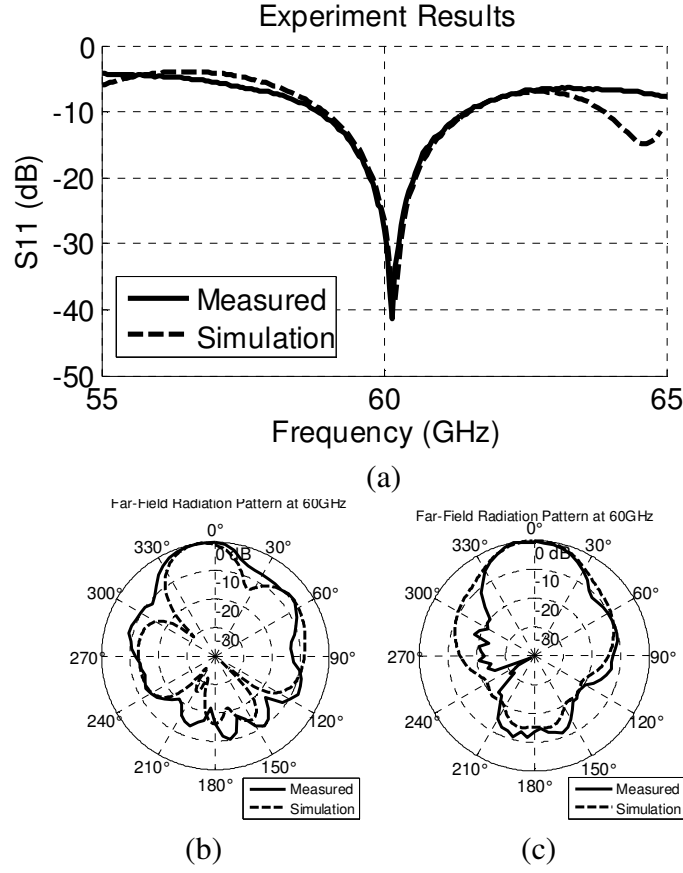 Experiment Results
0
-10
-20
-30
-40
-50
S11 (dB)
Measured
Simulation
55
60
65
Frequency (GHz)
(a)
Far-Field Radiation Pattern at 60GHz
0°
30°
60°
90°
120°
150°
180°
210°
240°
270°
300°
330°
0 dB
10
20
30
Measured
Simulation
(b)
Far-Field Radiation Pattern at 60GHz
0°
30°
60°
90°
120°
150°
180°
210°
240°
270°
300°
330°
0 dB
10
20
30
Measured
Simulation
(c)